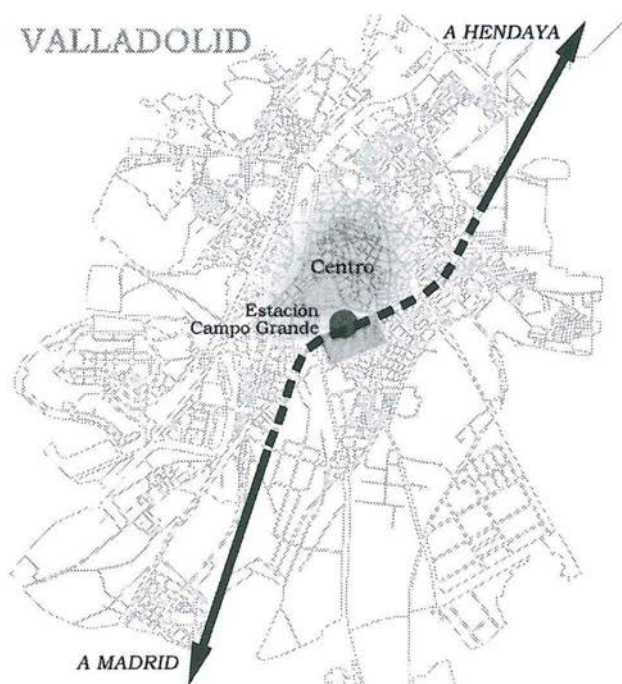 VALLADOLID
A HENDAYA
Centro
Estación
Campo Grande
A MADRID